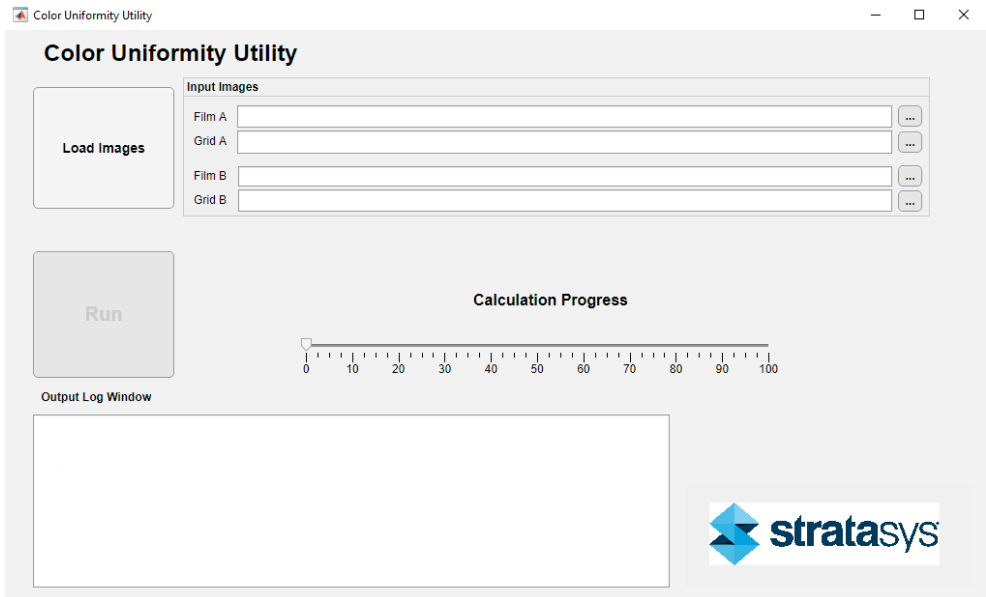 Color Uniformity Utility
Color Uniformity Utility
Input Images
Load Images
Film A
...
Grid A
...
Film B
...
Grid B
...
Run
Calculation Progress
0 10 20 30 40 50 60 70 80 90 100
Output Log Window
stratasys